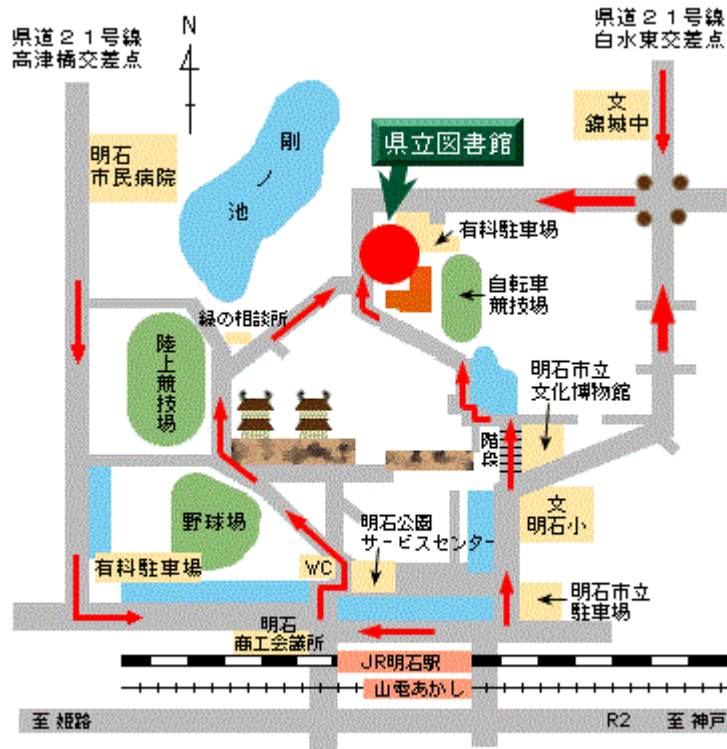 県道２１号線
高津橋交差点
N
県道２１号線
白水東交差点
文
錦城中
明石
市民病院
剛
ノ
池
県立図書館
有料駐車場
自転車
競技場
緑の相談所
陸上競技場
明石市立
文化博物館
階段
野球場
明石公園
サービスセンター
文
明石小
有料駐車場
WC
明石市立
駐車場
明石
商工会議所
JR明石駅
山電あかし
至 姫路
R2
至 神戸